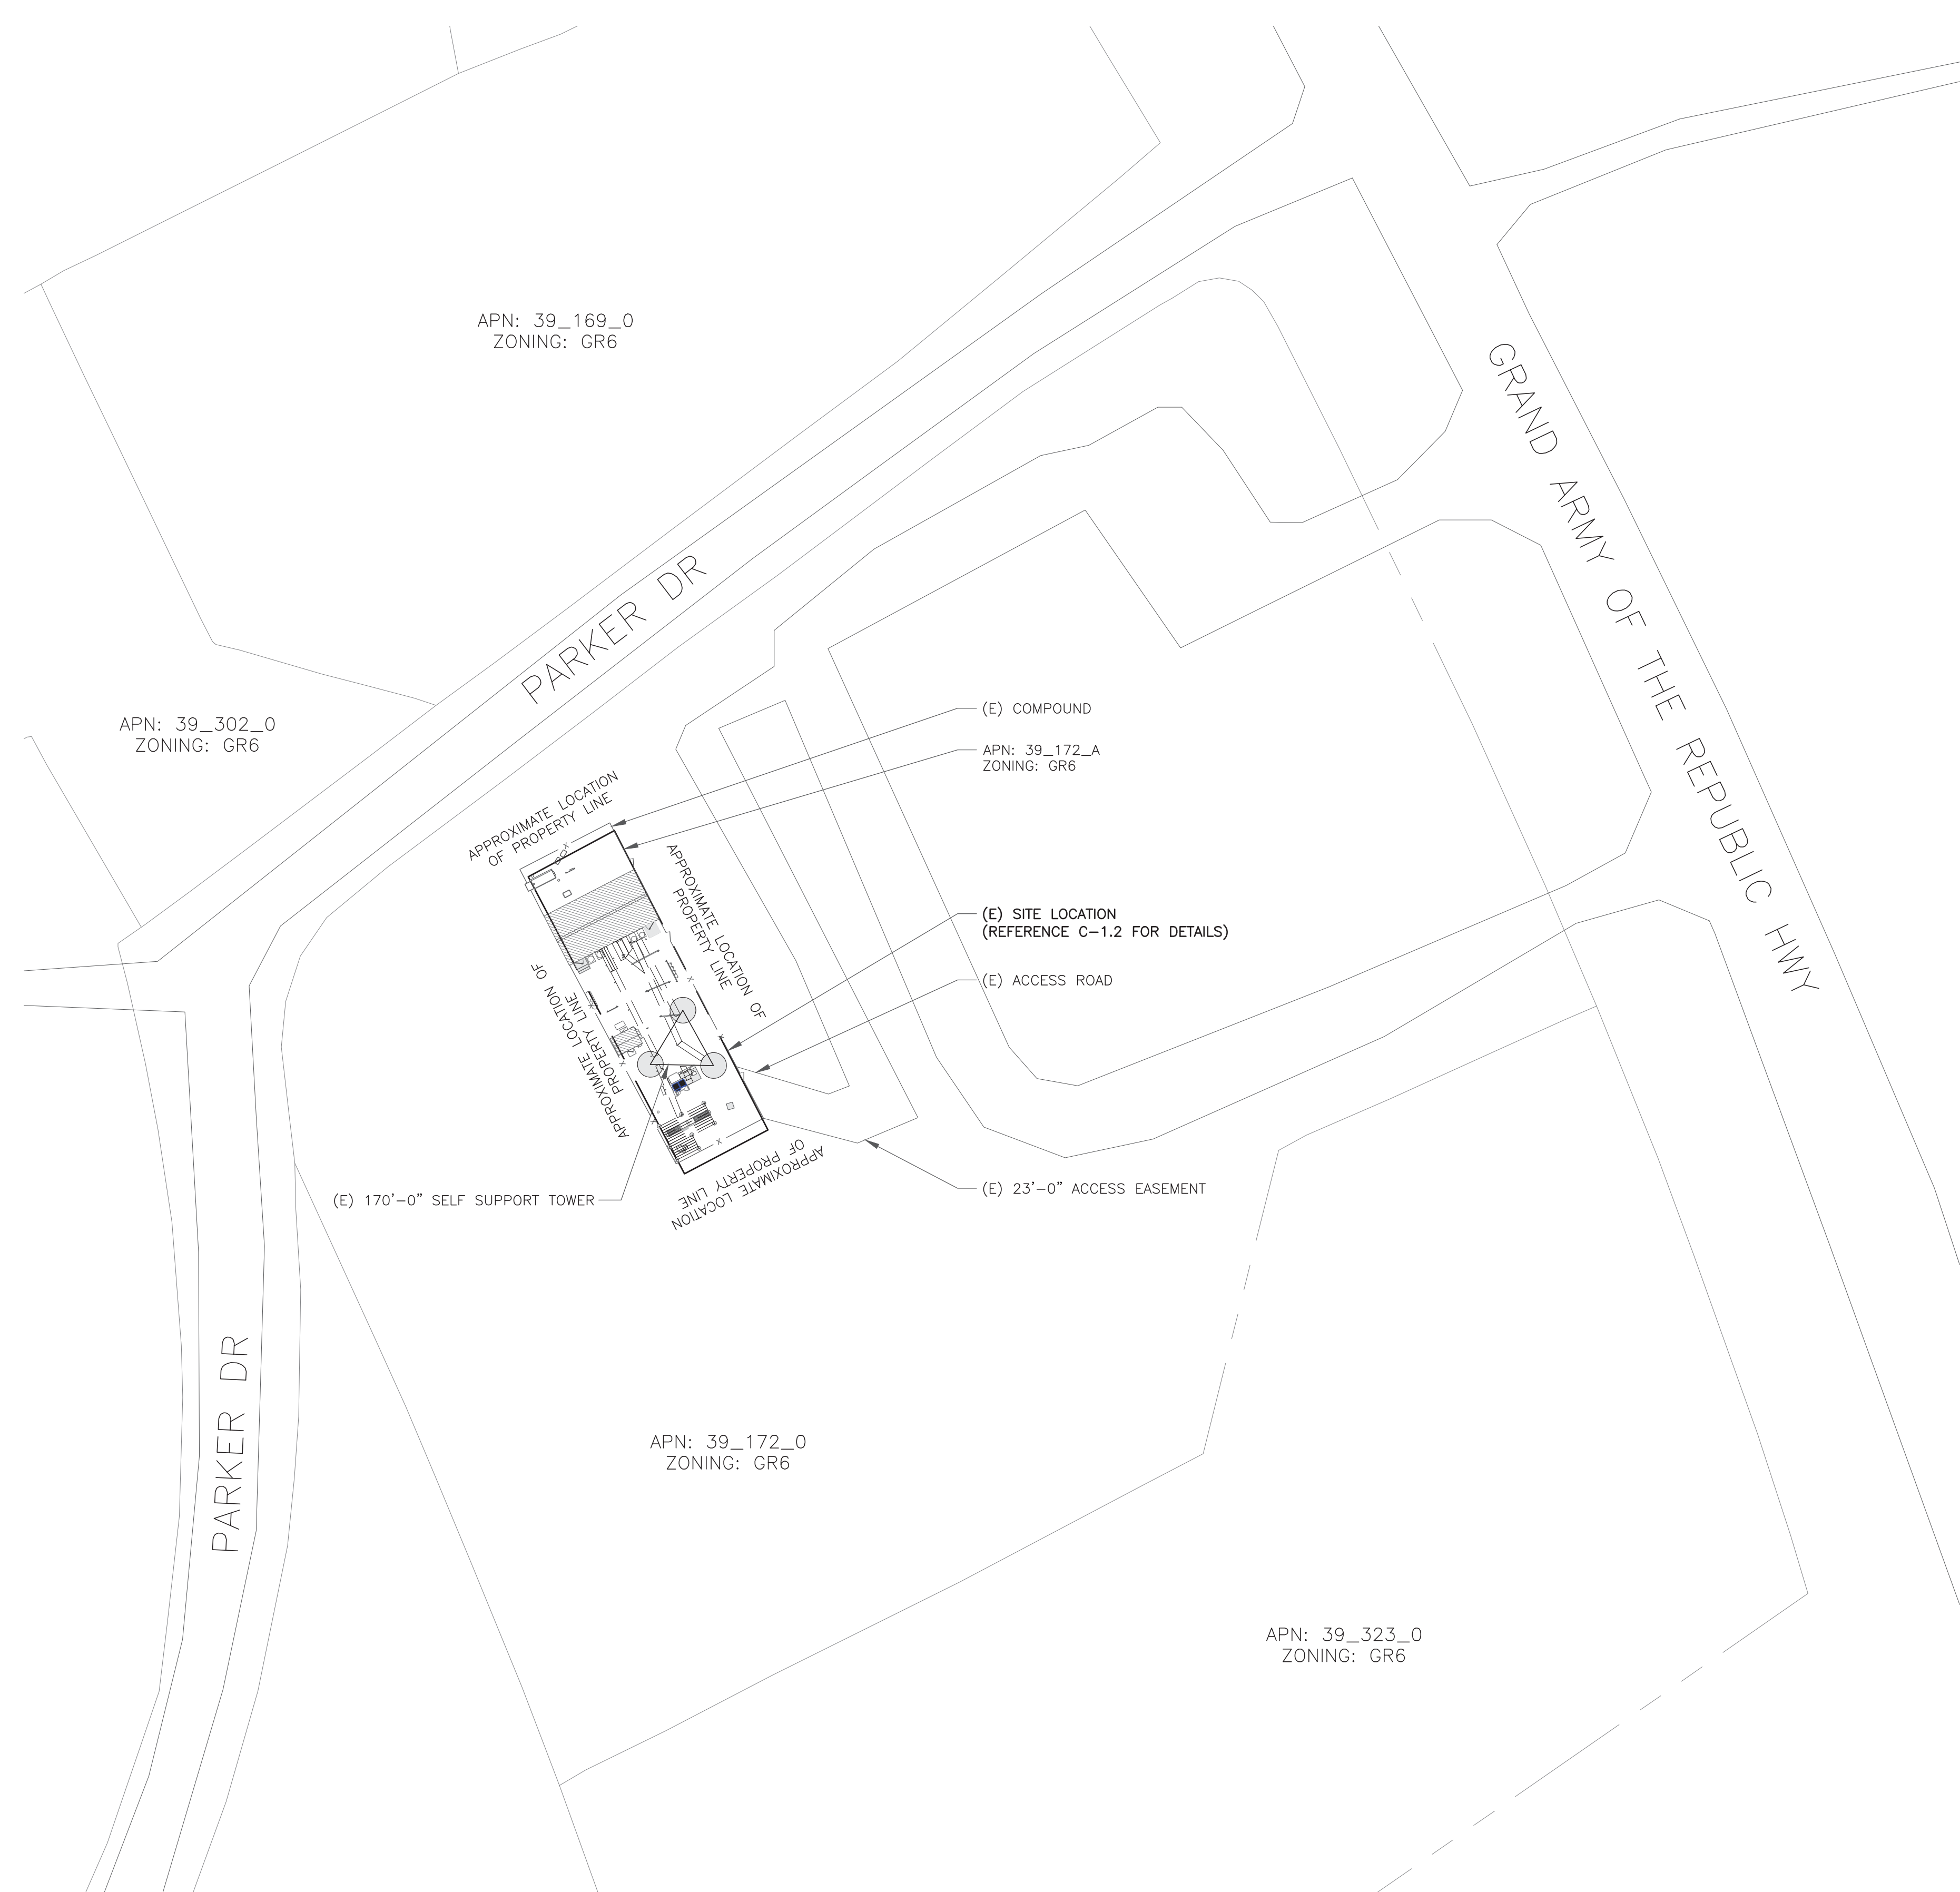 APN: 39_169_0
ZONING: GR6
GRAND ARMY OF THE REPUBLIC HWY
PARKER DR
APN: 39_302_0
ZONING: GR6
(E) COMPOUND
APN: 39_172_A
ZONING: GR6
APPROXIMATE LOCATION
OF PROPERTY LINE
APPROXIMATE LOCATION OF
PROPERTY LINE
(E) SITE LOCATION
(REFERENCE C-1.2 FOR DETAILS)
APPROXIMATE LOCATION OF
PROPERTY LINE
(E) ACCESS ROAD
APPROXIMATE LOCATION
OF PROPERTY LINE
(E) 23'-0" ACCESS EASEMENT
(E) 170'-0" SELF SUPPORT TOWER
PARKER DR
APN: 39_172_0
ZONING: GR6
APN: 39_323_0
ZONING: GR6